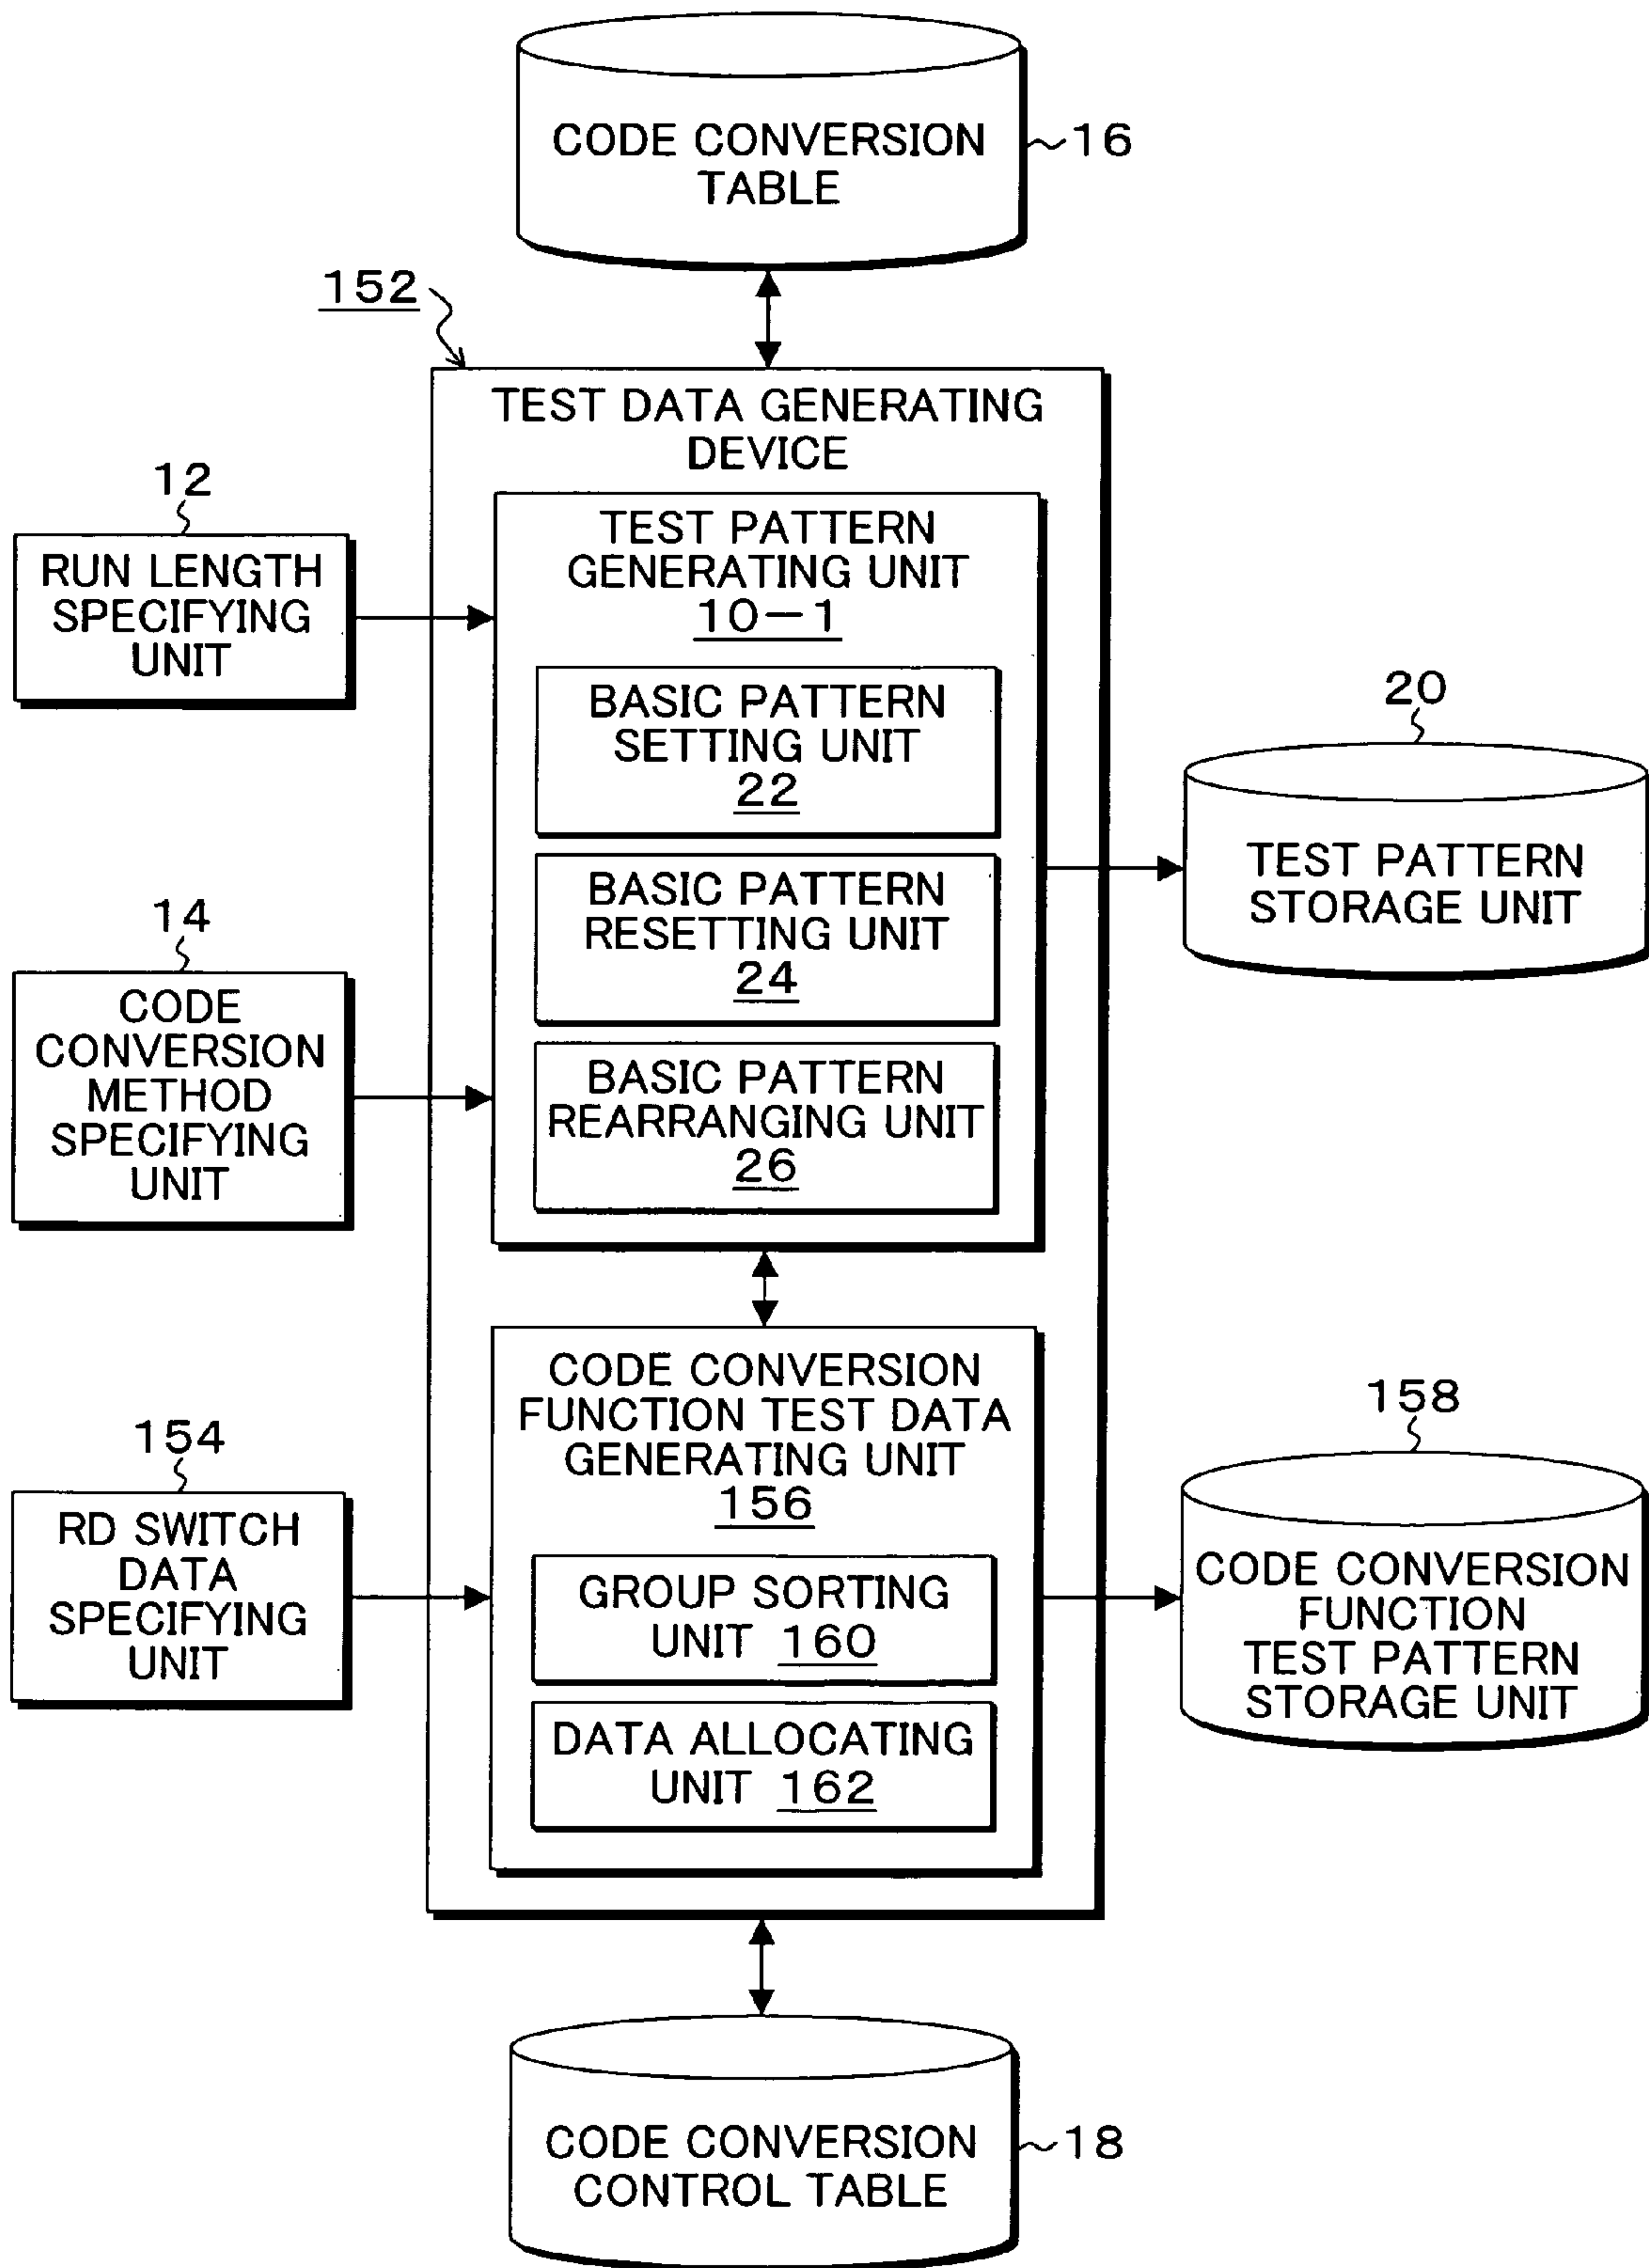 CODE CONVERSION
TABLE
16
152
TEST DATA GENERATING
DEVICE
12
RUN LENGTH
SPECIFYING
UNIT
TEST PATTERN
GENERATING UNIT
10-1
BASIC PATTERN
SETTING UNIT
22
20
TEST PATTERN
STORAGE UNIT
BASIC PATTERN
RESETTING UNIT
24
14
CODE
CONVERSION
METHOD
SPECIFYING
UNIT
BASIC PATTERN
REARRANGING UNIT
26
CODE CONVERSION
FUNCTION TEST DATA
GENERATING UNIT
156
154
RD SWITCH
DATA
SPECIFYING
UNIT
GROUP SORTING
UNIT 160
DATA ALLOCATING
UNIT 162
158
CODE CONVERSION
FUNCTION
TEST PATTERN
STORAGE UNIT
CODE CONVERSION
CONTROL TABLE
18